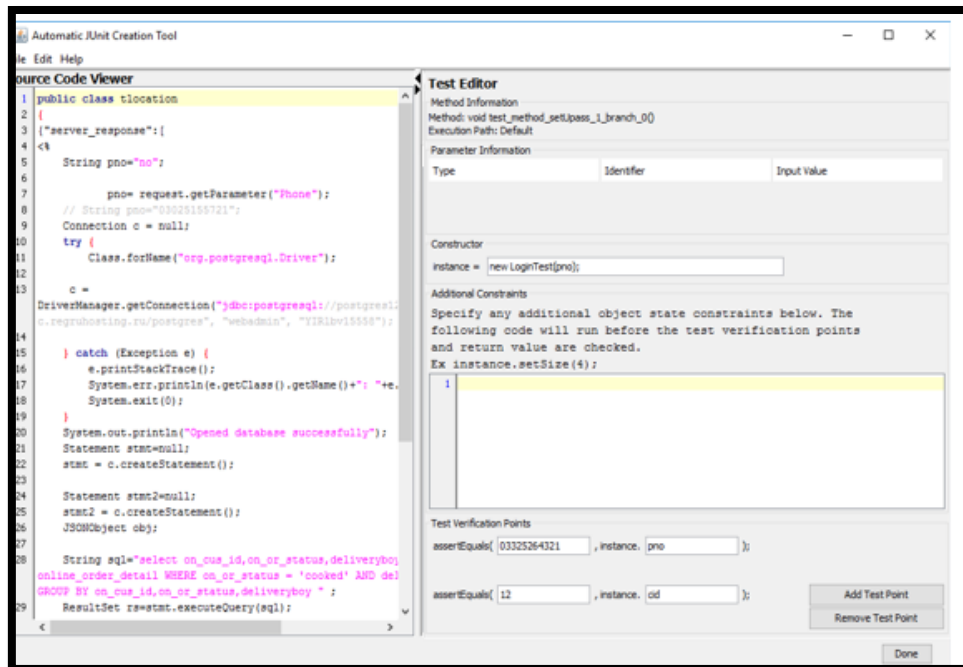 Automatic JUnit Creation Tool
ile Edit Help
ource Code Viewer
1 public class tlocation
2 {
3 {"server_response":[
4 <%
5 String pno="no";
6
7 pno= request.getParameter("Phone");
8 // String pno="03025155721";
9 Connection c = null;
10 try {
11 Class.forName("org.postgresql.Driver");
12
13 c =
DriverManager.getConnection("jdbc:postgresql://postgres12
c.regruhosting.ru/postgres", "webadmin", "YIR1bv15558");
14
15 } catch (Exception e) {
16 e.printStackTrace();
17 System.err.println(e.getClass().getName()+": "+e.
18 System.exit(0);
19 }
20 System.out.println("Opened database successfully");
21 Statement stmt=null;
22 stmt = c.createStatement();
23
24 Statement stmt2=null;
25 stmt2 = c.createStatement();
26 JSONObject obj;
27
28 String sql="select on_cus_id,on_or_status,deliveryboy
online_order_detail WHERE on_or_status = 'cooked' AND del
GROUP BY on_cus_id,on_or_status,deliveryboy " ;
29 ResultSet rs=stmt.executeQuery(sql);
Test Editor
Method Information
Method: void test_method_setUpass_1_branch_0()
Execution Path: Default
Parameter Information
Type Identifier Input Value
Constructor
instance = new LoginTest(pno);
Additional Constraints
Specify any additional object state constraints below. The
following code will run before the test verification points
and return value are checked.
Ex instance.setSize(4);
1
Test Verification Points
assertEquals( 03325264321 , instance. pno );
assertEquals( 12 , instance. cid );
Add Test Point
Remove Test Point
Done